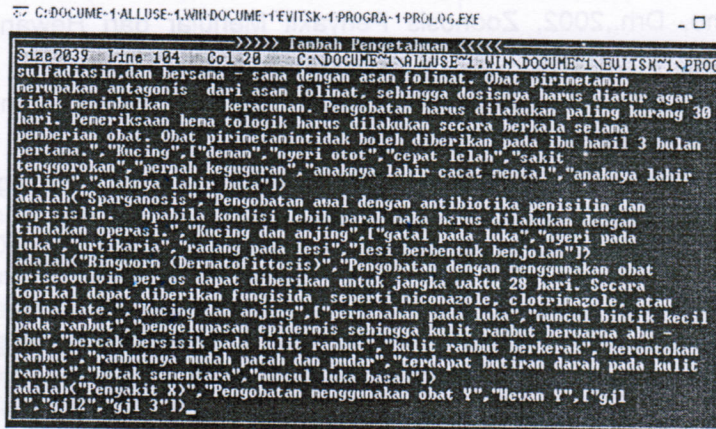 Drh. 2002, Zoo
C:\DOCUME~1\ALLUSE~1.WIN\DOCUME~1\EVITSK~1\PROGRA~1\PROLOG.EXE
>>>>> Tambah Pengetahuan <<<<<
Size7039 Line 104 Col 20 C:\DOCUME~1\ALLUSE~1.WIN\DOCUME~1\EVITSK~1\PROG
sulfadiasin,dan bersama - sama dengan asam folinat. Obat pirimetamin
merupakan antagonis dari asam folinat, sehingga dosisnya harus diatur agar
tidak menimbulkan keracunan. Pengobatan harus dilakukan paling kurang 30
hari. Pemeriksaan hema tologik harus dilakukan secara berkala selama
pemberian obat. Obat pirimetamintidak boleh diberikan pada ibu hamil 3 bulan
pertama.","Kucing",["demam","nyeri otot","cepat lelah","sakit
tenggorokan","pernah keguguran","anaknya lahir cacat mental","anaknya lahir
juling","anaknya lahir buta"])
adalah("Sparganosis","Pengobatan awal dengan antibiotika penisilin dan
ampisislin. Apabila kondisi lebih parah maka harus dilakukan dengan
tindakan operasi.","Kucing dan anjing",["gatal pada luka","nyeri pada
luka","urtikaria","radang pada lesi","lesi berbentuk benjolan"])
adalah("Ringworm (Dermatofittosis)","Pengobatan dengan menggunakan obat
griseovulvin per os dapat diberikan untuk jangka waktu 28 hari. Secara
topikal dapat diberikan fungisida seperti miconazole, clotrimazole, atau
tolnaflate.","Kucing dan anjing",["pernanahan pada luka","muncul bintik kecil
pada rambut","pengelupasan epidermis sehingga kulit rambut berwarna abu -
abu","bercak bersisik pada kulit rambut","kulit rambut berkerak","kerontokan
rambut","rambutnya mudah patah dan pudar","terdapat butiran darah pada kulit
rambut","botak sementara","muncul luka basah"])
adalah("Penyakit X","Pengobatan menggunakan obat Y","Hewan Y",["gjl
1","gjl2","gjl 3"])_